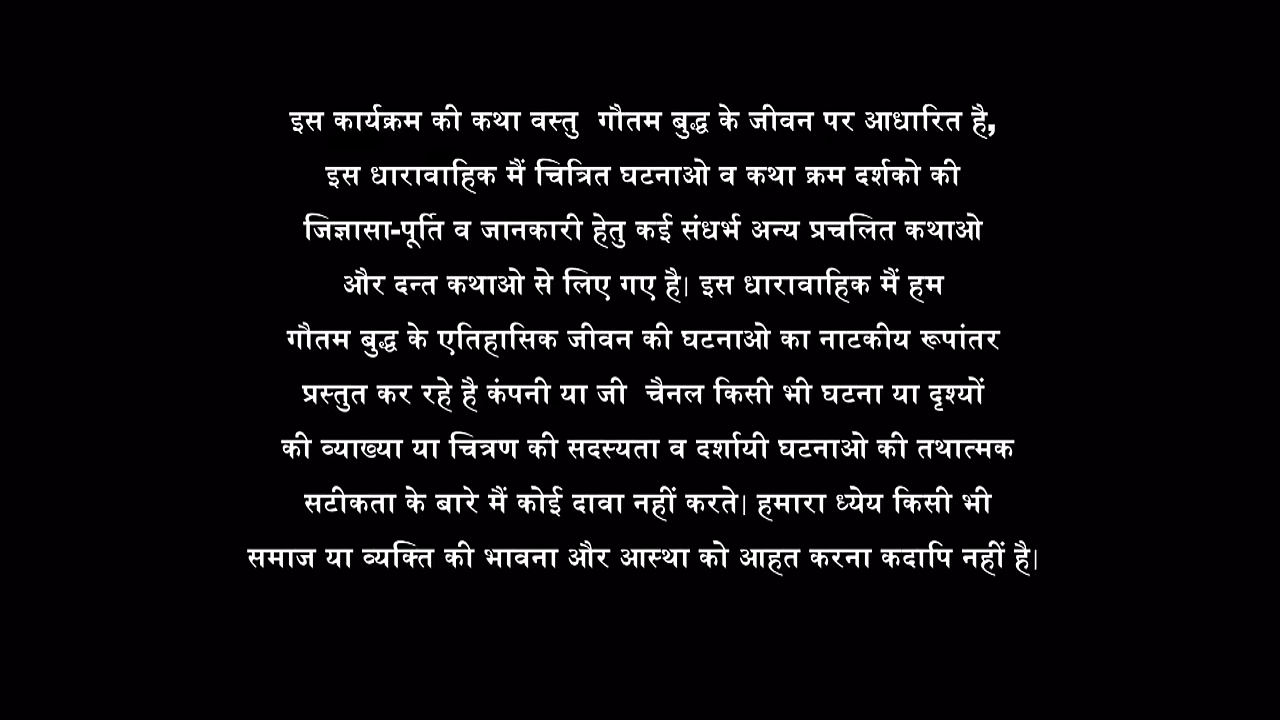 इस कार्यक्रम की कथा वस्तु गौतम बुद्ध के जीवन पर आधारित है,
इस धारावाहिक मैं चित्रित घटनाओ व कथा क्रम दर्शको की
जिज्ञासा-पूर्ति व जानकारी हेतु कई संधर्भ अन्य प्रचलित कथाओ
और दन्त कथाओ से लिए गए है। इस धारावाहिक मैं हम
गौतम बुद्ध के एतिहासिक जीवन की घटनाओ का नाटकीय रूपांतर
प्रस्तुत कर रहे है कंपनी या जी चैनल किसी भी घटना या दृश्यों
की व्याख्या या चित्रण की सदस्यता व दर्शायी घटनाओ की तथात्मक
सटीकता के बारे मैं कोई दावा नहीं करते। हमारा ध्येय किसी भी
समाज या व्यक्ति की भावना और आस्था को आहत करना कदापि नहीं है।